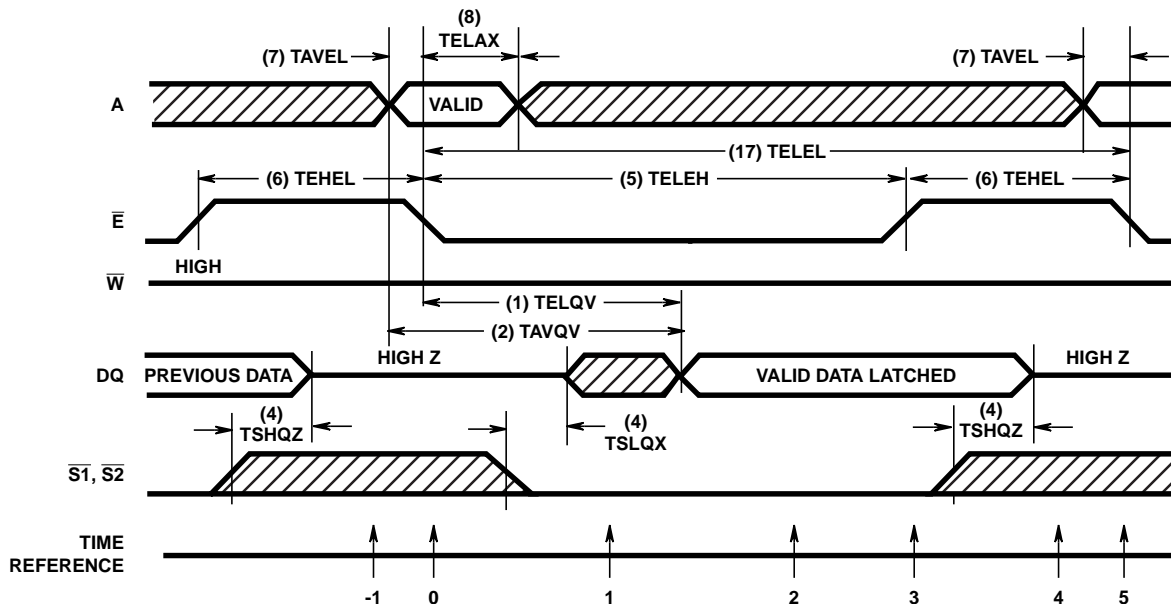 (8)
TELAX
(7) TAVEL
(7) TAVEL
A
VALID
(17) TELEL
(6) TEHEL
(5) TELEH
(6) TEHEL
E̅
HIGH
W̅
(1) TELQV
(2) TAVQV
HIGH Z
HIGH Z
DQ
PREVIOUS DATA
VALID DATA LATCHED
(4)
TSHQZ
(4)
TSLQX
(4)
TSHQZ
S̅1̅, S̅2̅
TIME
REFERENCE
-1
0
1
2
3
4
5